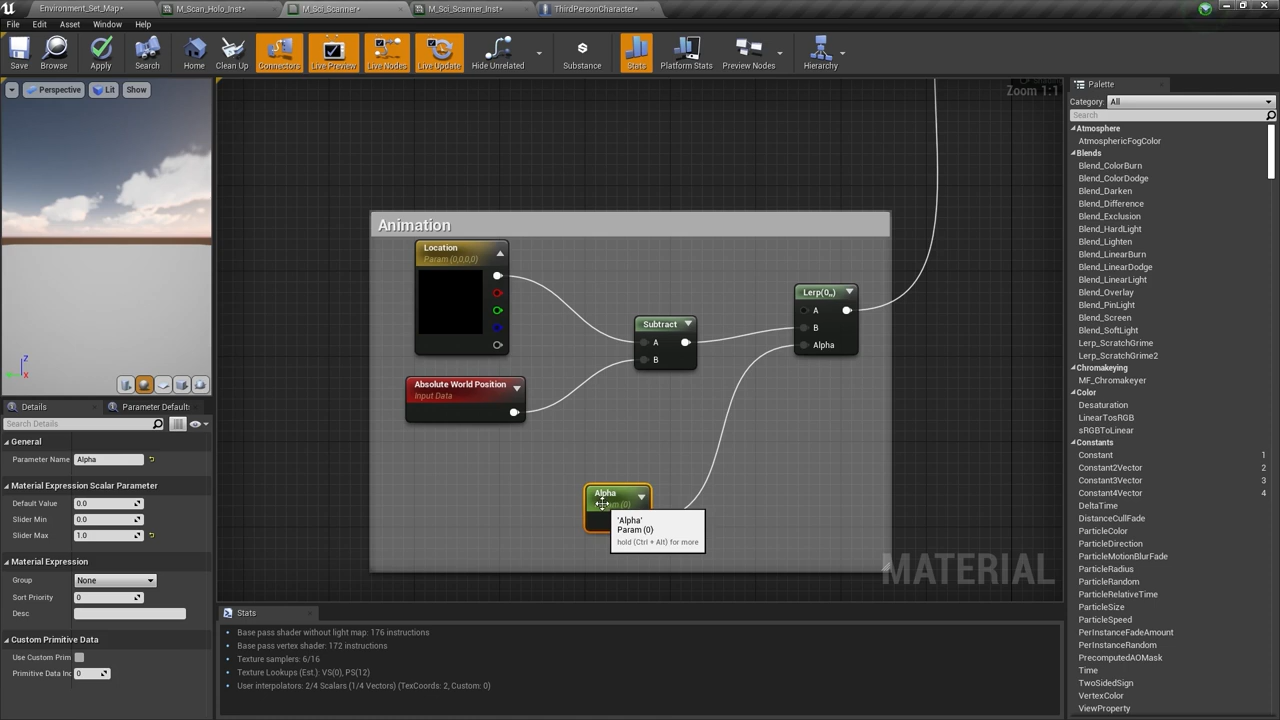 Environment_Set_Map*
M_Scan_Holo_Inst*
M_Sci_Scanner*
M_Sci_Scanner_Inst*
ThirdPersonCharacter*
File
Edit
Asset
Window
Help
Save
Browse
Apply
Search
Home
Clean Up
Connectors
Live Preview
Live Nodes
Live Update
Hide Unrelated
Substance
Stats
Platform Stats
Preview Nodes
Hierarchy
Perspective
Lit
Show
Z
X
Zoom 1:1
Animation
Location
Param (0,0,0,0)
Absolute World Position
Input Data
Subtract
A
B
Lerp(0,,)
A
B
Alpha
Alpha
'Alpha'
Param (0)
hold (Ctrl + Alt) for more
MATERIAL
Details
Parameter Default
Search Details
General
Parameter Name Alpha
Material Expression Scalar Parameter
Default Value 0.0
Slider Min 0.0
Slider Max 1.0
Material Expression
Group None
Sort Priority 0
Desc
Custom Primitive Data
Use Custom Prim
Primitive Data Inc 0
Stats
Base pass shader without light map: 176 instructions
Base pass vertex shader: 172 instructions
Texture samplers: 6/16
Texture Lookups (Est.): VS(0), PS(12)
User interpolators: 2/4 Scalars (1/4 Vectors) (TexCoords: 2, Custom: 0)
Palette
Category: All
Search
Atmosphere
AtmosphericFogColor
Blends
Blend_ColorBurn
Blend_ColorDodge
Blend_Darken
Blend_Difference
Blend_Exclusion
Blend_HardLight
Blend_Lighten
Blend_LinearBurn
Blend_LinearDodge
Blend_LinearLight
Blend_Overlay
Blend_PinLight
Blend_Screen
Blend_SoftLight
Lerp_ScratchGrime
Lerp_ScratchGrime2
Chromakeying
MF_Chromakeyer
Color
Desaturation
LinearTosRGB
sRGBToLinear
Constants
Constant 1
Constant2Vector 2
Constant3Vector 3
Constant4Vector 4
DeltaTime
DistanceCullFade
ParticleColor
ParticleDirection
ParticleMotionBlurFade
ParticleRadius
ParticleRandom
ParticleRelativeTime
ParticleSize
ParticleSpeed
PerInstanceFadeAmount
PerInstanceRandom
PrecomputedAOMask
Time
TwoSidedSign
VertexColor
ViewProperty